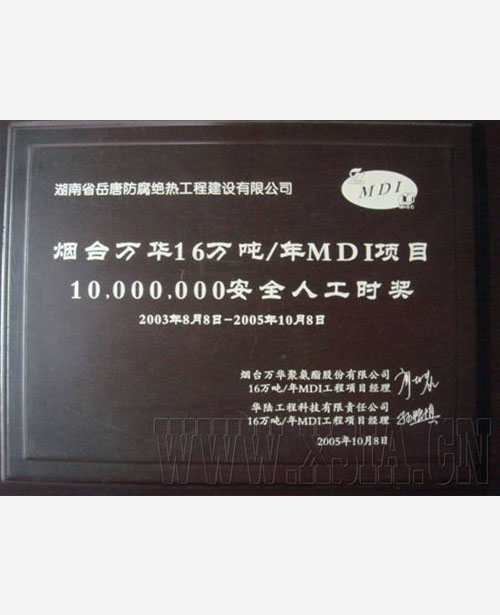 湖南省岳唐防腐绝热工程建设有限公司
MDI
烟台万华16万吨/年MDI项目
10,000,000安全人工时奖
2003年8月8日-2005年10月8日
烟台万华聚氨酯股份有限公司
16万吨/年MDI工程项目经理
华陆工程科技有限责任公司
16万吨/年MDI工程项目经理
2005年10月8日
WWW.ZSIA.CN